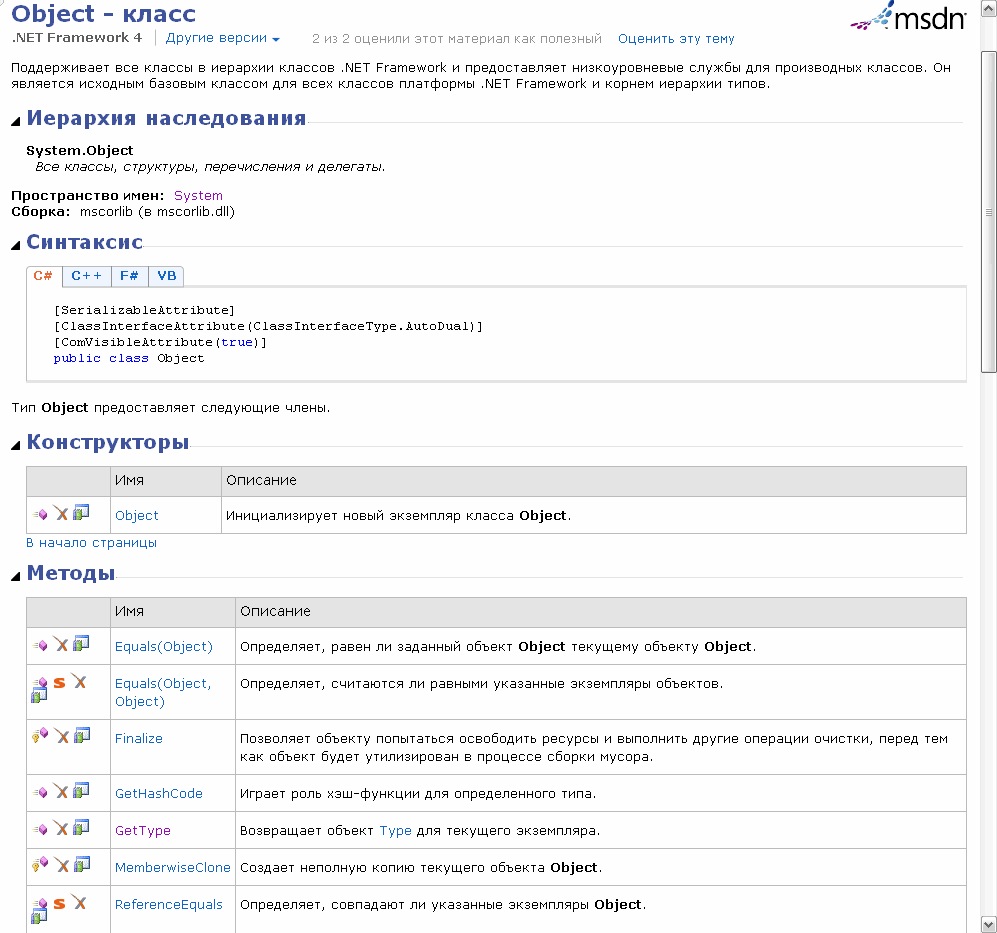 Object - класс
msdn
.NET Framework 4 Другие версии 2 из 2 оценили этот материал как полезный Оценить эту тему
Поддерживает все классы в иерархии классов .NET Framework и предоставляет низкоуровневые службы для производных классов. Он
является исходным базовым классом для всех классов платформы .NET Framework и корнем иерархии типов.
Иерархия наследования
System.Object
Все классы, структуры, перечисления и делегаты.
Пространство имен: System
Сборка: mscorlib (в mscorlib.dll)
Синтаксис
C# C++ F# VB
[SerializableAttribute]
[ClassInterfaceAttribute(ClassInterfaceType.AutoDual)]
[ComVisibleAttribute(true)]
public class Object
Тип Object предоставляет следующие члены.
Конструкторы
Имя Описание
Object Инициализирует новый экземпляр класса Object.
В начало страницы
Методы
Имя Описание
Equals(Object) Определяет, равен ли заданный объект Object текущему объекту Object.
S Equals(Object, Определяет, считаются ли равными указанные экземпляры объектов.
Object)
Finalize Позволяет объекту попытаться освободить ресурсы и выполнить другие операции очистки, перед тем
как объект будет утилизирован в процессе сборки мусора.
GetHashCode Играет роль хэш-функции для определенного типа.
GetType Возвращает объект Type для текущего экземпляра.
MemberwiseClone Создает неполную копию текущего объекта Object.
S ReferenceEquals Определяет, совпадают ли указанные экземпляры Object.